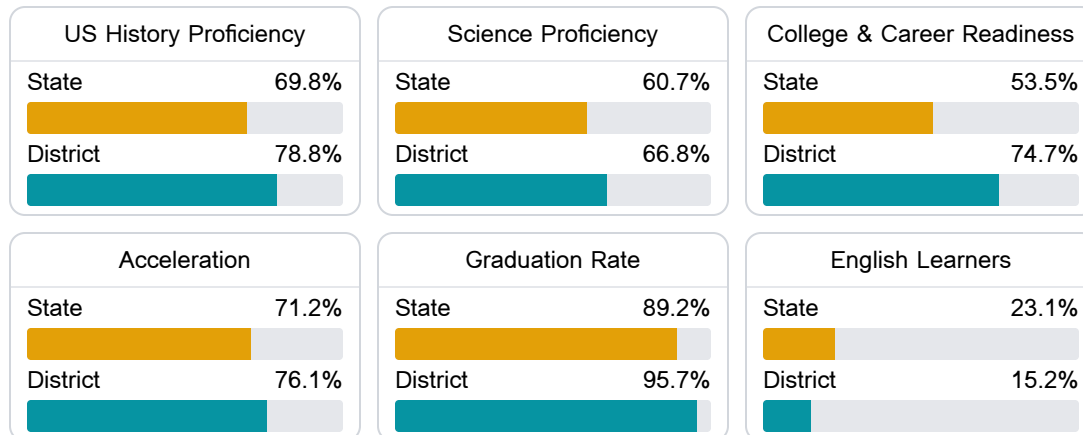 US History Proficiency
State 69.8%
District 78.8%
Science Proficiency
State 60.7%
District 66.8%
College & Career Readiness
State 53.5%
District 74.7%
Acceleration
State 71.2%
District 76.1%
Graduation Rate
State 89.2%
District 95.7%
English Learners
State 23.1%
District 15.2%